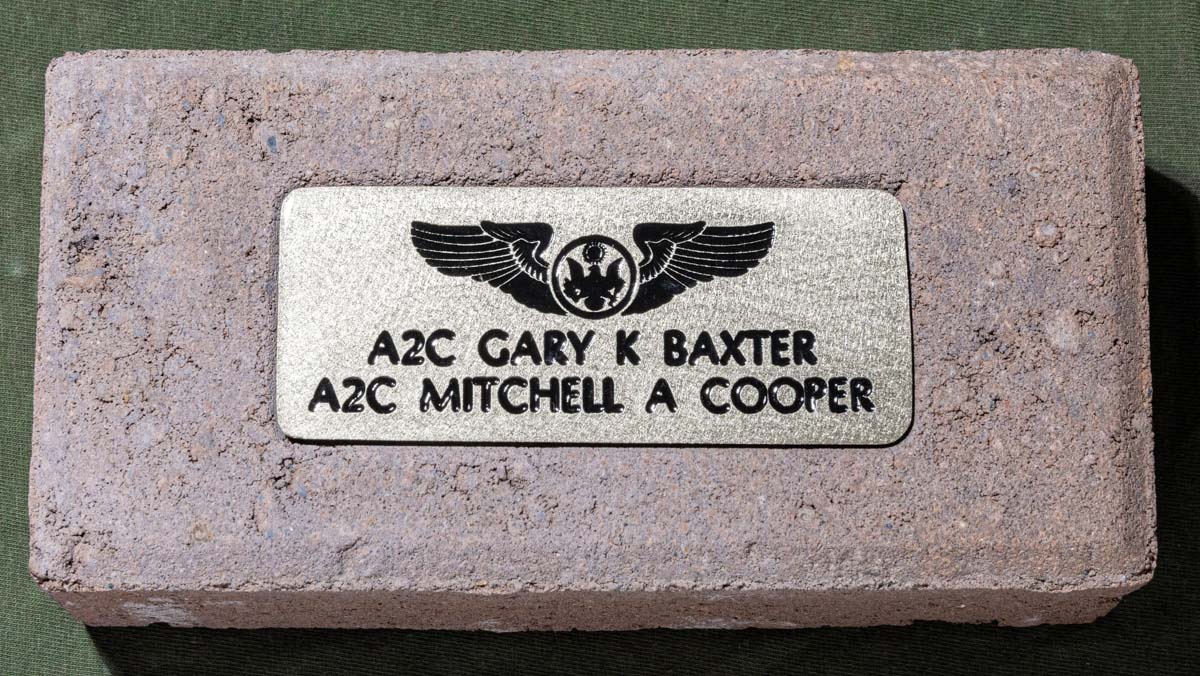 A2C GARY K BAXTER
A2C MITCHELL A COOPER